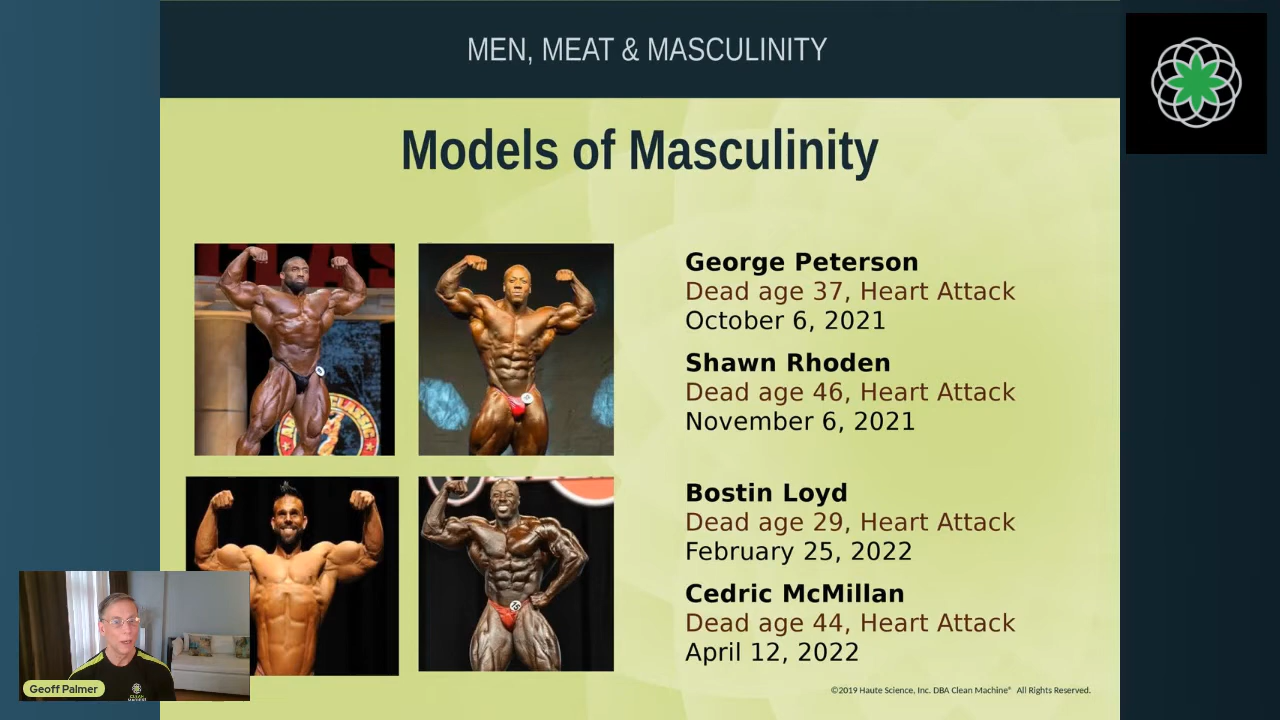 MEN, MEAT & MASCULINITY
Models of Masculinity
George Peterson
Dead age 37, Heart Attack
October 6, 2021
Shawn Rhoden
Dead age 46, Heart Attack
November 6, 2021
Bostin Loyd
Dead age 29, Heart Attack
February 25, 2022
Cedric McMillan
Dead age 44, Heart Attack
April 12, 2022
Geoff Palmer
©2019 Haute Science, Inc. DBA Clean Machine® All Rights Reserved.